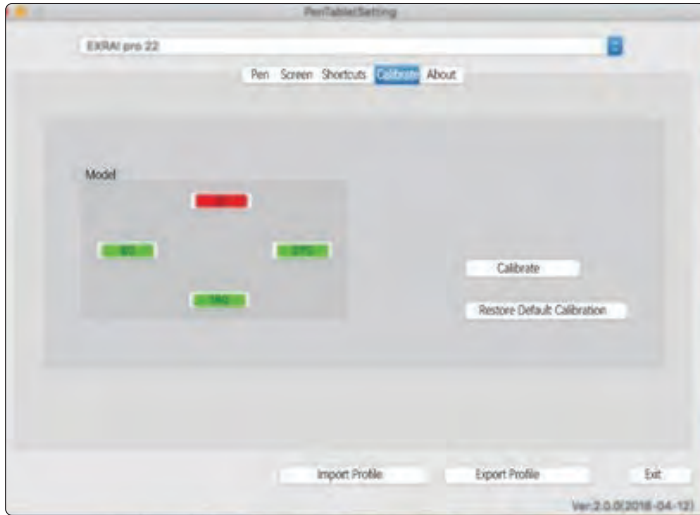 PenTabletSetting
EXRAI pro 22
Pen Screen Shortcuts Calibrate About
Model
Calibrate
Restore Default Calibration
Import Profile Export Profile Exit
Ver:2.0.0(2018-04-12)